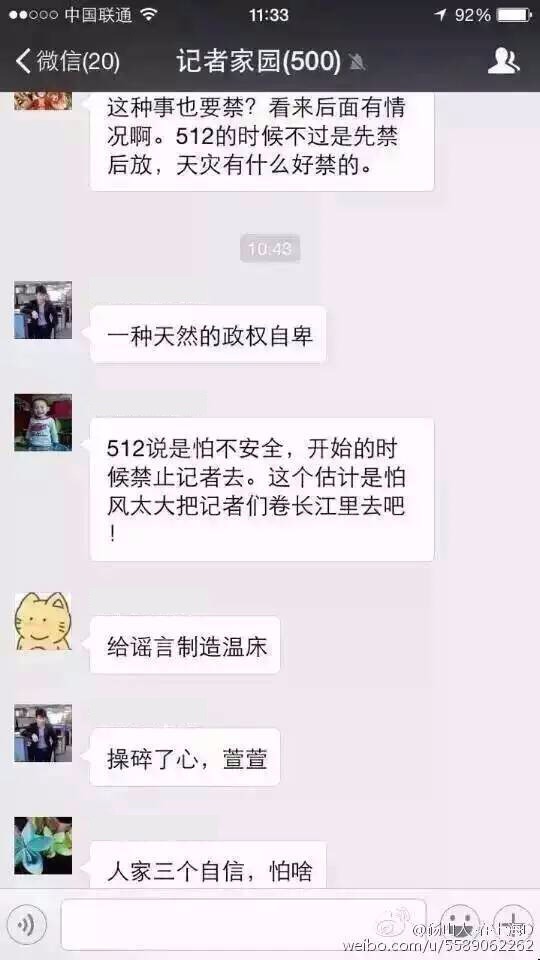 中国联通
11:33
92%
微信(20)
记者家园(500)
这种事也要禁？看来后面有情
况啊。512的时候不过是先禁
后放，天灾有什么好禁的。
10:43
一种天然的政权自卑
512说是怕不安全，开始的时
候禁止记者去。这个估计是怕
风太大把记者们卷长江里去吧
！
给谣言制造温床
操碎了心，萱萱
人家三个自信，怕啥
weibo.com/u/5589062262